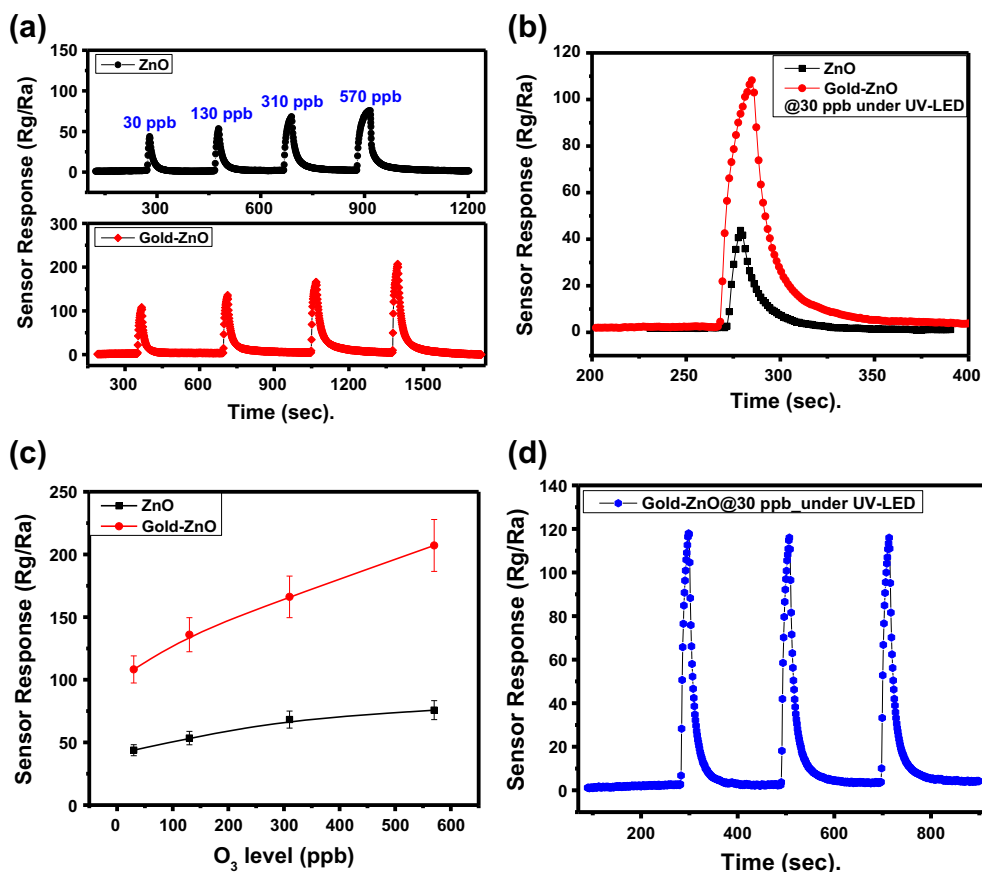 (a)
150
100
50
0
ZnO
30 ppb
130 ppb
310 ppb
570 ppb
300
600
900
1200
300
200
100
0
Gold-ZnO
300
600
900
1200
1500
Sensor Response (Rg/Ra)
Time (sec).
(b)
120
100
80
60
40
20
0
ZnO
Gold-ZnO
@30 ppb under UV-LED
200
250
300
350
400
Sensor Response (Rg/Ra)
Time (sec).
(c)
250
200
150
100
50
0
ZnO
Gold-ZnO
0
100
200
300
400
500
600
Sensor Response (Rg/Ra)
O₃ level (ppb)
(d)
140
120
100
80
60
40
20
0
Gold-ZnO@30 ppb_under UV-LED
200
400
600
800
Sensor Response (Rg/Ra)
Time (sec).